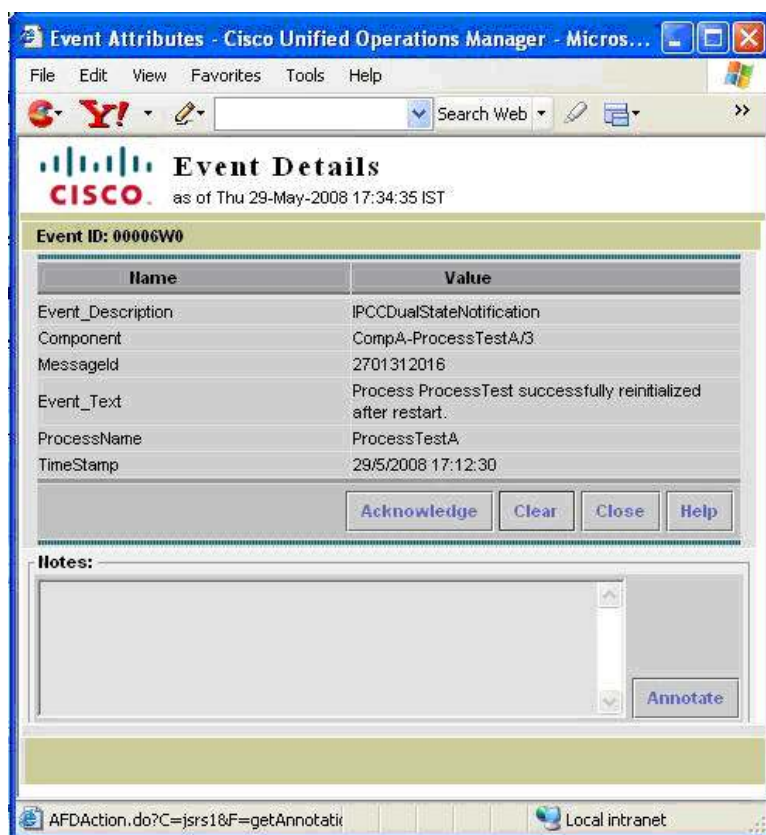 Event Attributes - Cisco Unified Operations Manager - Micros...
File Edit View Favorites Tools Help
Y! Search Web »
CISCO. Event Details
as of Thu 29-May-2008 17:34:35 IST
Event ID: 00006W0
Name Value
Event_Description IPCCDualStateNotification
Component CompA-ProcessTestA/3
MessageId 2701312016
Event_Text Process ProcessTest successfully reinitialized
after restart.
ProcessName ProcessTestA
TimeStamp 29/5/2008 17:12:30
Acknowledge Clear Close Help
Notes:
Annotate
AFDAction.do?C=jsrs1&F=getAnnotati Local intranet